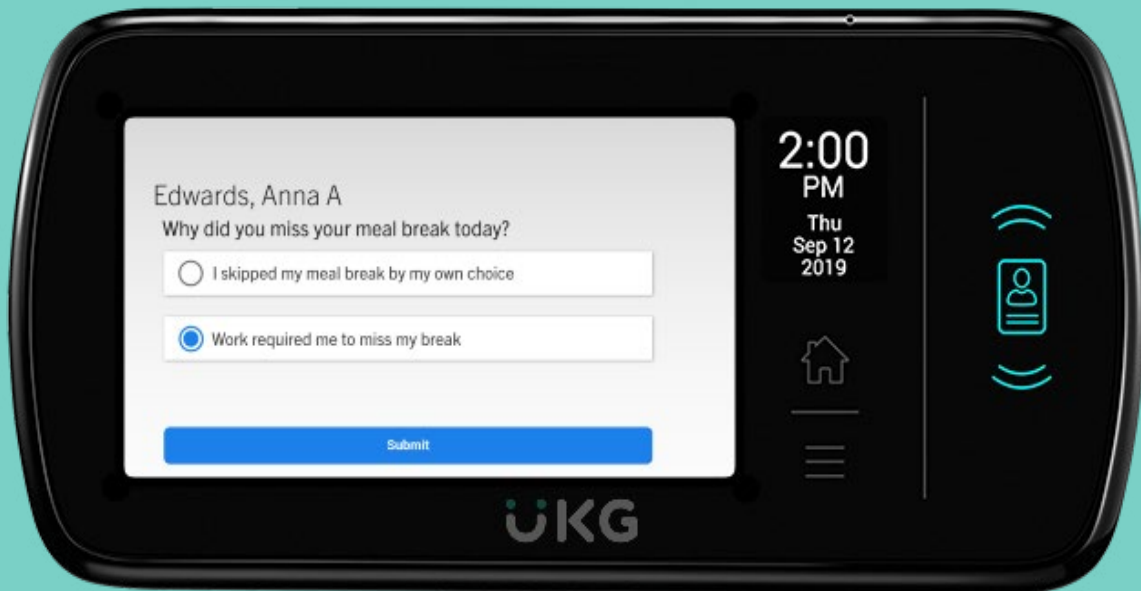 Edwards, Anna A
Why did you miss your meal break today?
I skipped my meal break by my own choice
Work required me to miss my break
Submit
2:00
PM
Thu
Sep 12
2019
UKG